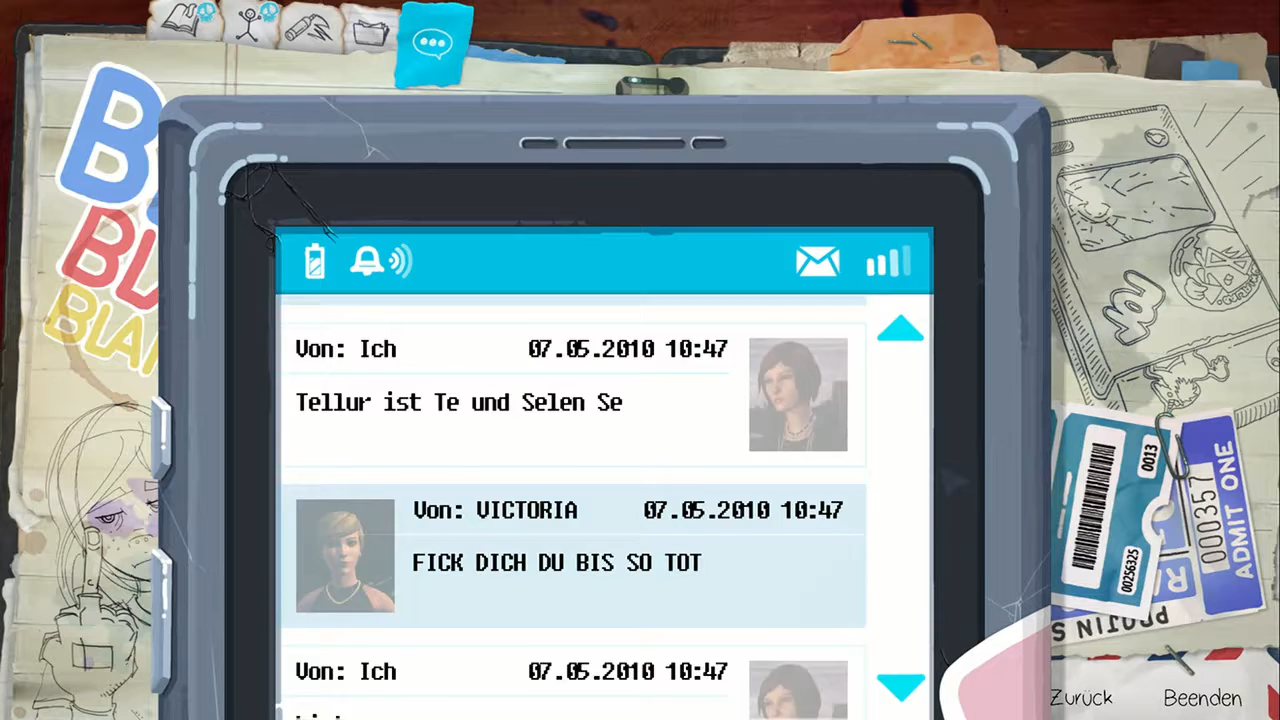 Von: Ich 07.05.2010 10:47
Tellur ist Te und Selen Se
Von: VICTORIA 07.05.2010 10:47
FICK DICH DU BIS SO TOT
Von: Ich 07.05.2010 10:47
0013
00256325
000357
ADMIT ONE
Zurück Beenden